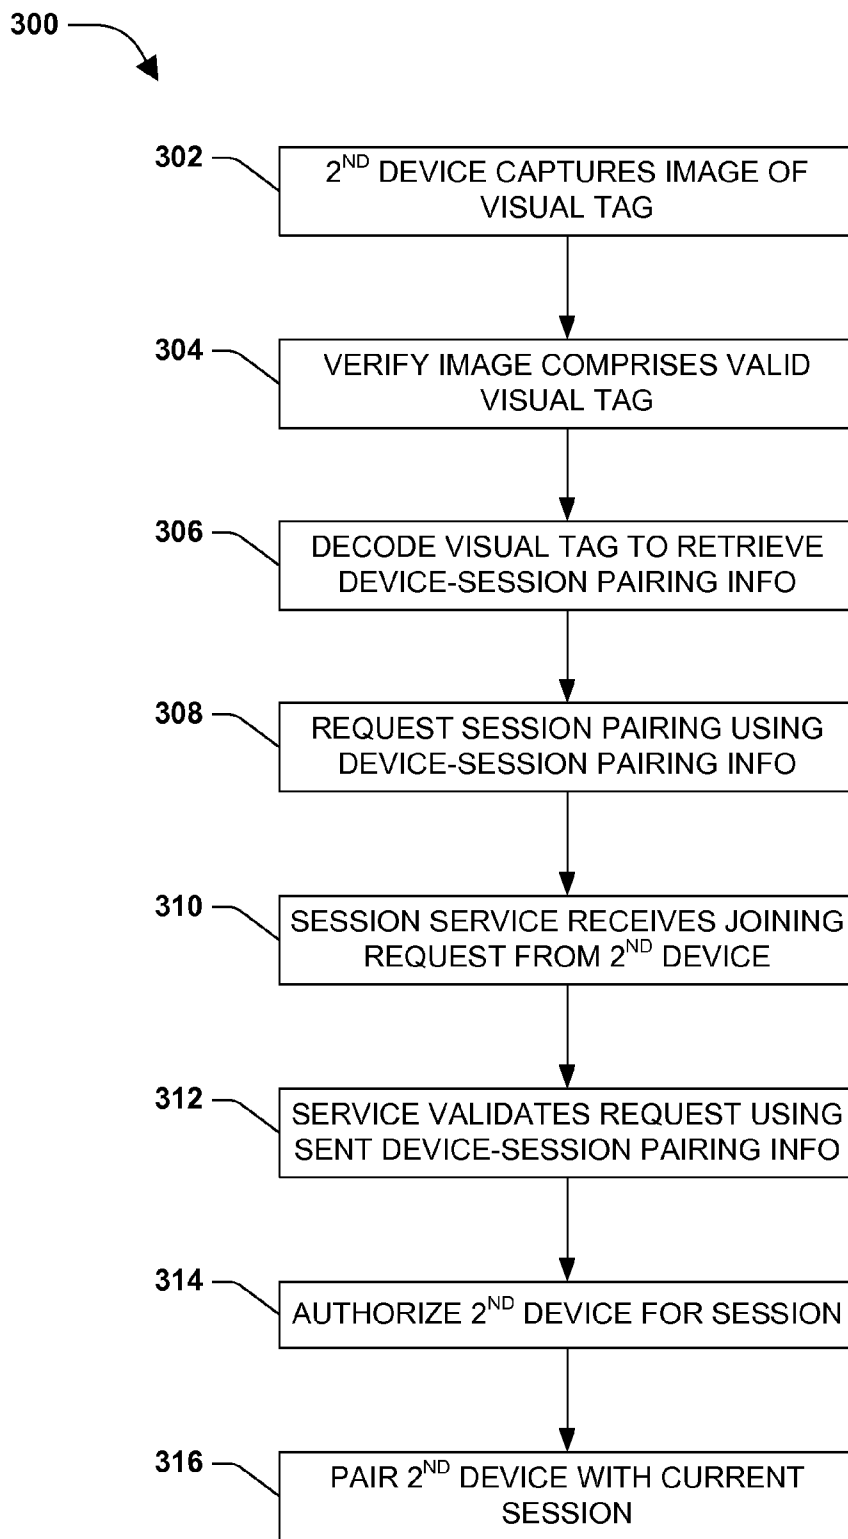 300
302
2ND DEVICE CAPTURES IMAGE OF
VISUAL TAG
304
VERIFY IMAGE COMPRISES VALID
VISUAL TAG
306
DECODE VISUAL TAG TO RETRIEVE
DEVICE-SESSION PAIRING INFO
308
REQUEST SESSION PAIRING USING
DEVICE-SESSION PAIRING INFO
310
SESSION SERVICE RECEIVES JOINING
REQUEST FROM 2ND DEVICE
312
SERVICE VALIDATES REQUEST USING
SENT DEVICE-SESSION PAIRING INFO
314
AUTHORIZE 2ND DEVICE FOR SESSION
316
PAIR 2ND DEVICE WITH CURRENT
SESSION